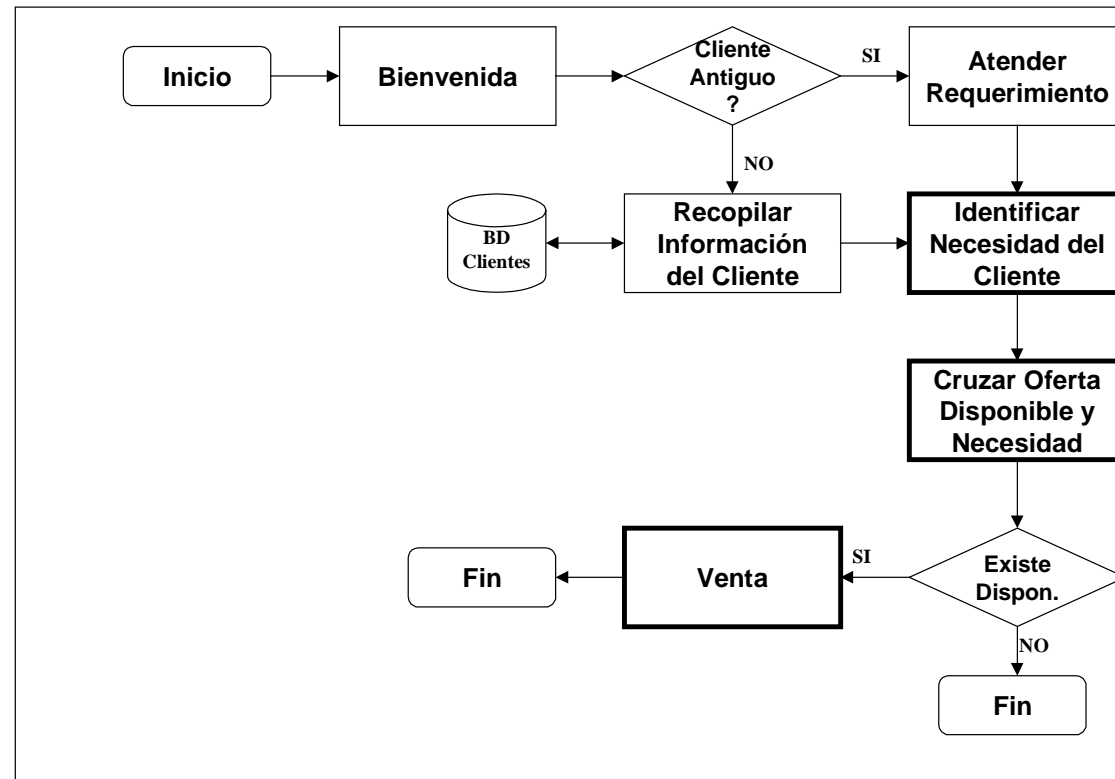 Inicio
Bienvenida
Cliente
Antiguo
?
SI
Atender
Requerimiento
NO
BD
Clientes
Recopilar
Información
del Cliente
Identificar
Necesidad del
Cliente
Cruzar Oferta
Disponible y
Necesidad
Fin
Venta
SI
Existe
Dispon.
NO
Fin